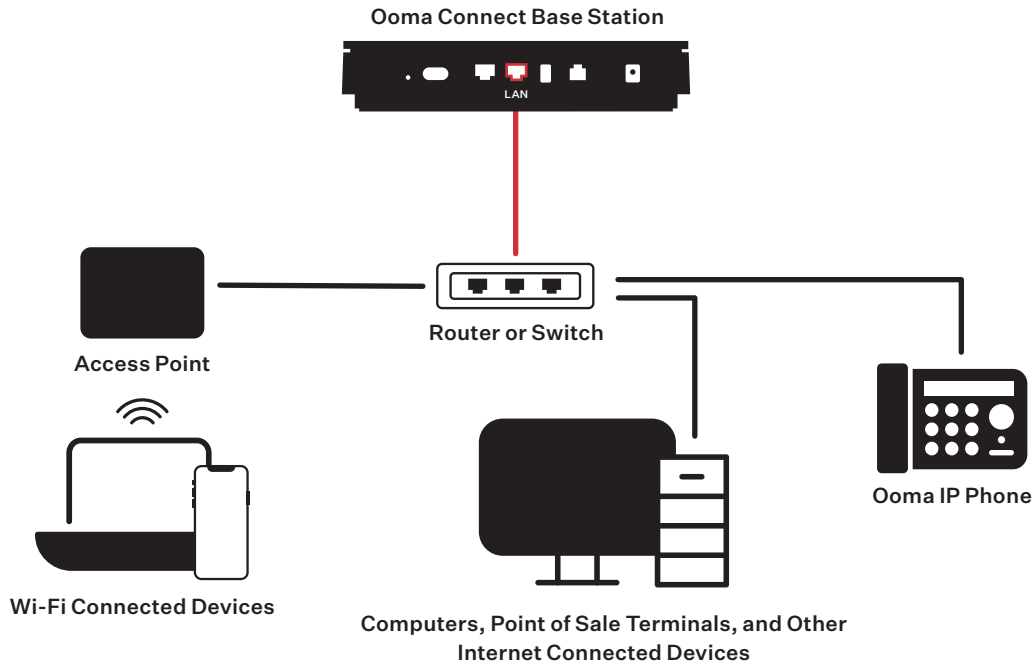 Ooma Connect Base Station
LAN
Router or Switch
Access Point
Ooma IP Phone
Wi-Fi Connected Devices
Computers, Point of Sale Terminals, and Other
Internet Connected Devices